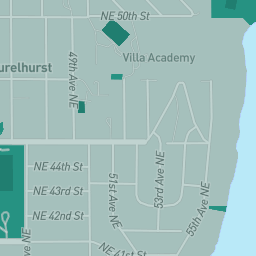 NE 50th St
Villa Academy
urelhurst
49th Ave NE
NE 44th St
NE 43rd St
NE 42nd St
51st Ave NE
53rd Ave NE
55th Ave NE
NE 41st St